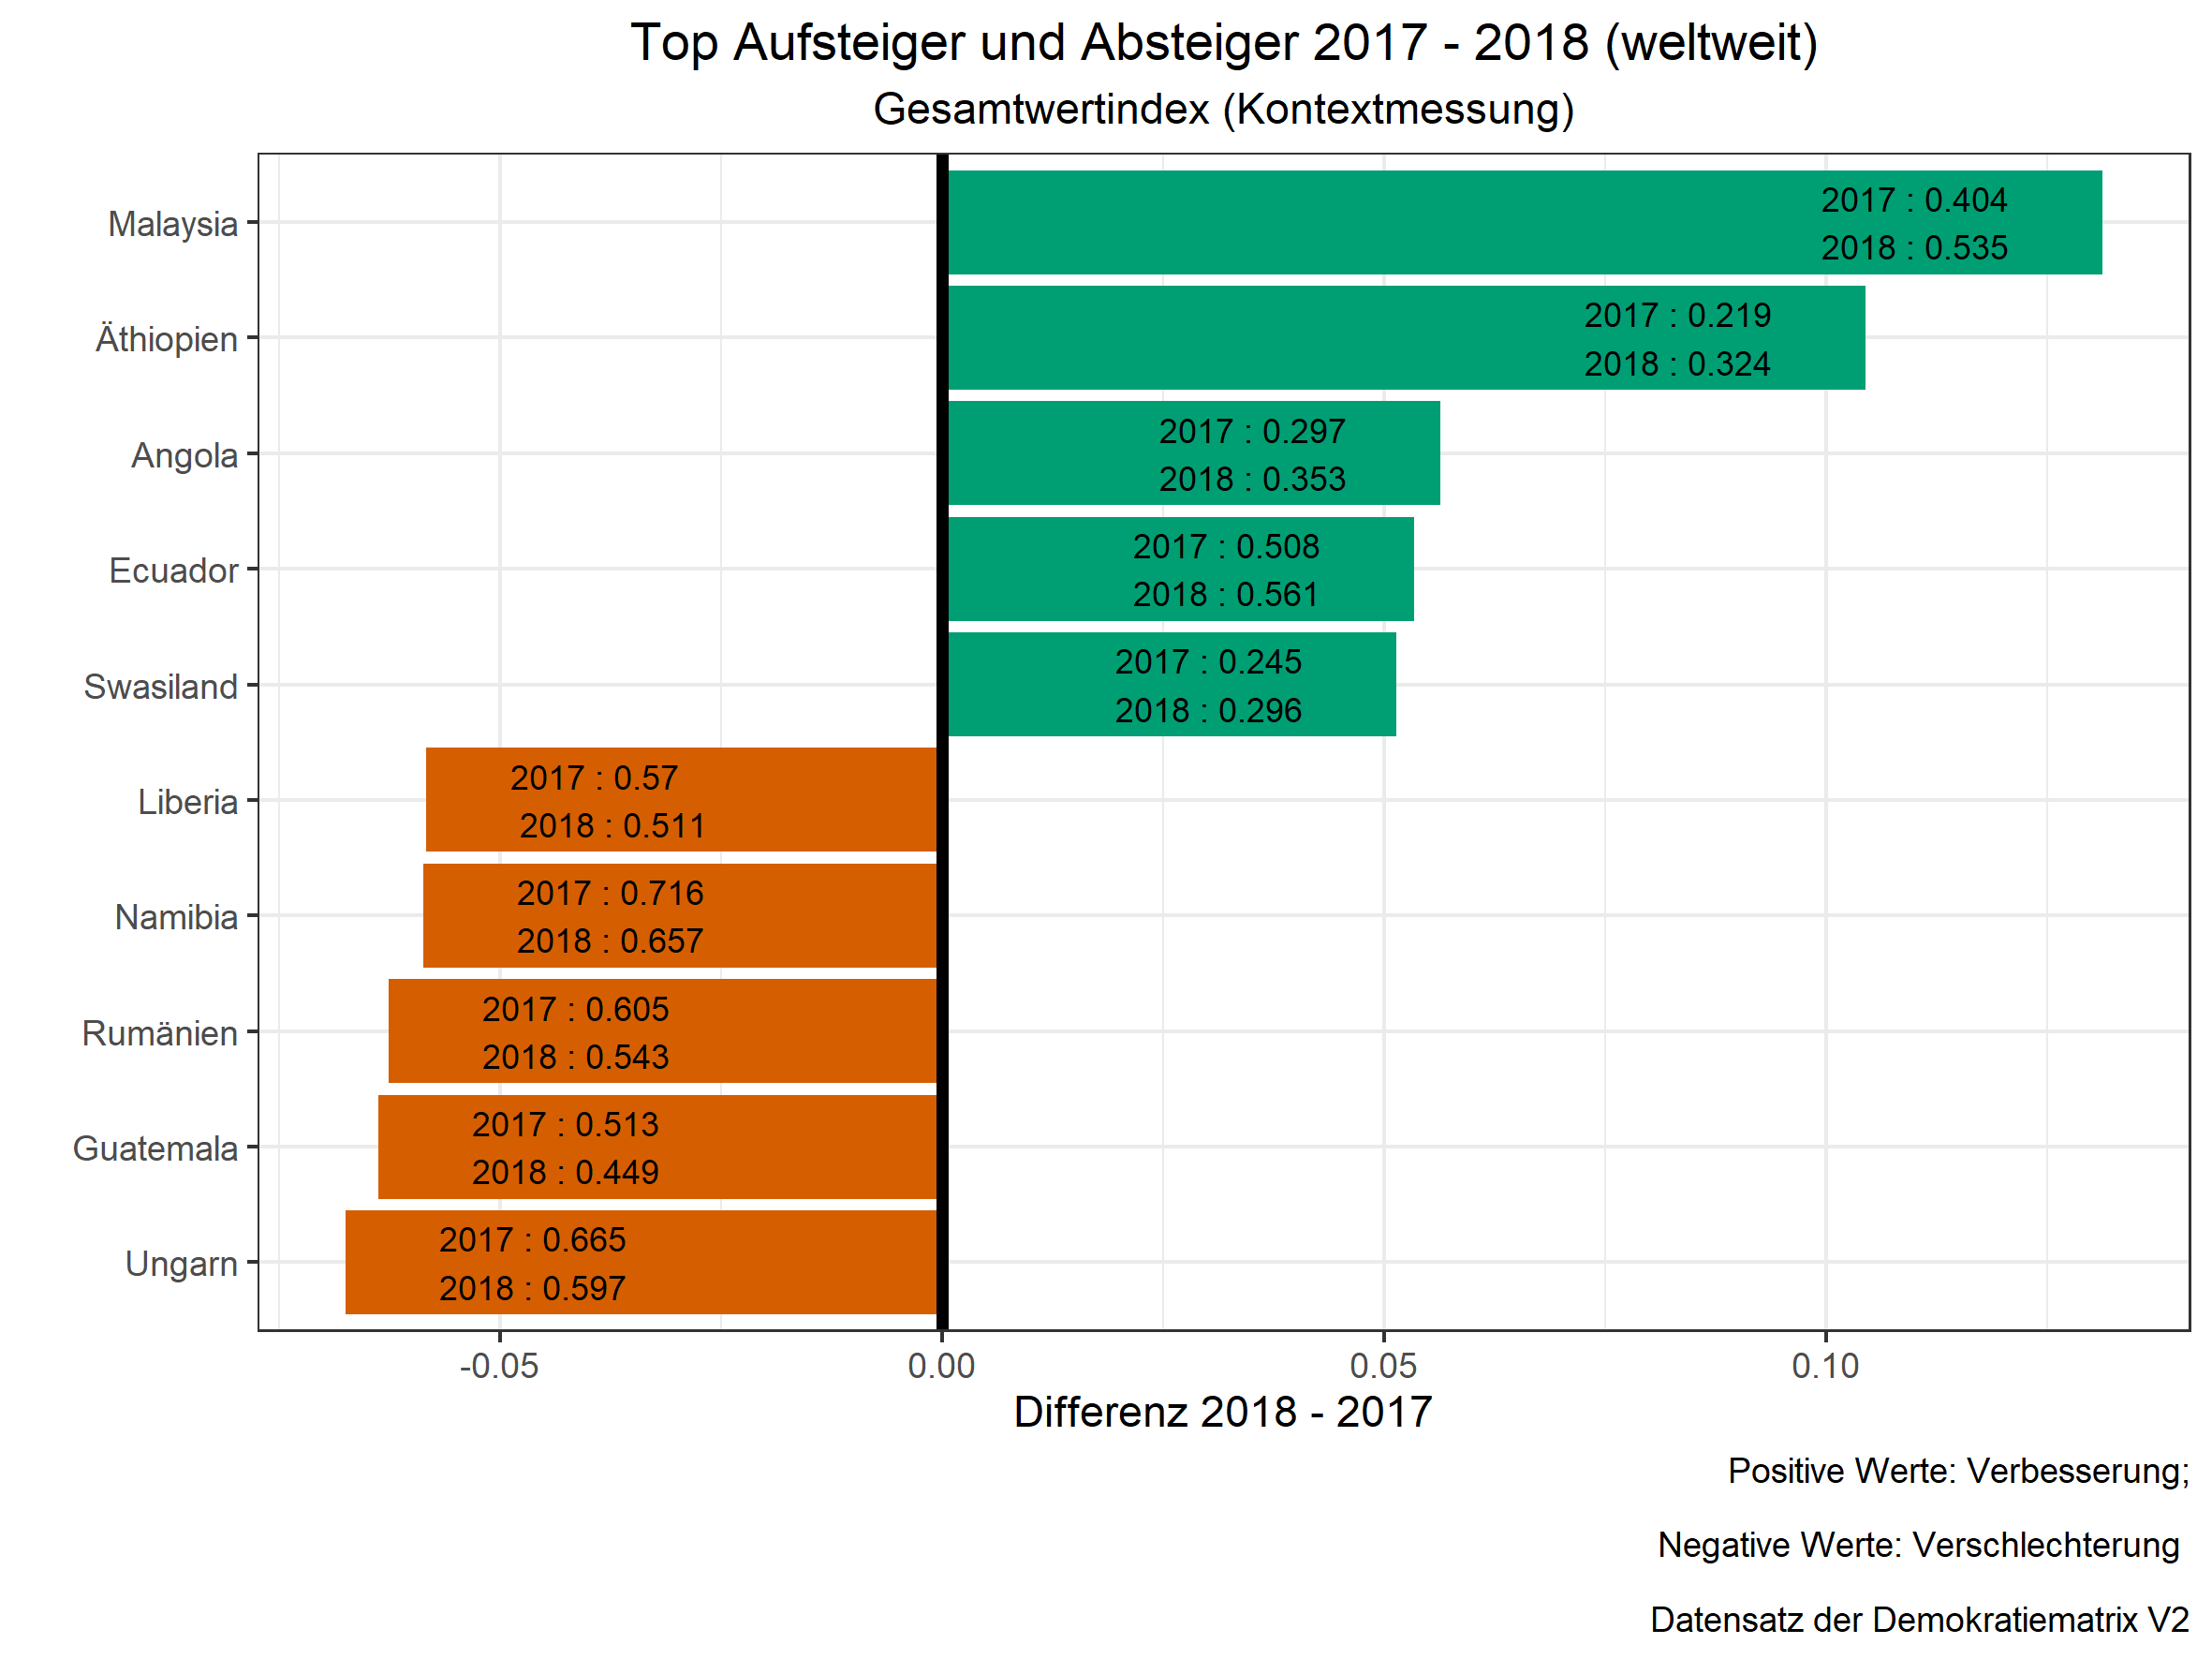 Top Aufsteiger und Absteiger 2017 - 2018 (weltweit)
Gesamtwertindex (Kontextmessung)
Malaysia
2017 : 0.404
2018 : 0.535
Äthiopien
2017 : 0.219
2018 : 0.324
Angola
2017 : 0.297
2018 : 0.353
Ecuador
2017 : 0.508
2018 : 0.561
Swasiland
2017 : 0.245
2018 : 0.296
Liberia
2017 : 0.57
2018 : 0.511
Namibia
2017 : 0.716
2018 : 0.657
Rumänien
2017 : 0.605
2018 : 0.543
Guatemala
2017 : 0.513
2018 : 0.449
Ungarn
2017 : 0.665
2018 : 0.597
-0.05 0.00 0.05 0.10
Differenz 2018 - 2017
Positive Werte: Verbesserung;
Negative Werte: Verschlechterung
Datensatz der Demokratiematrix V2